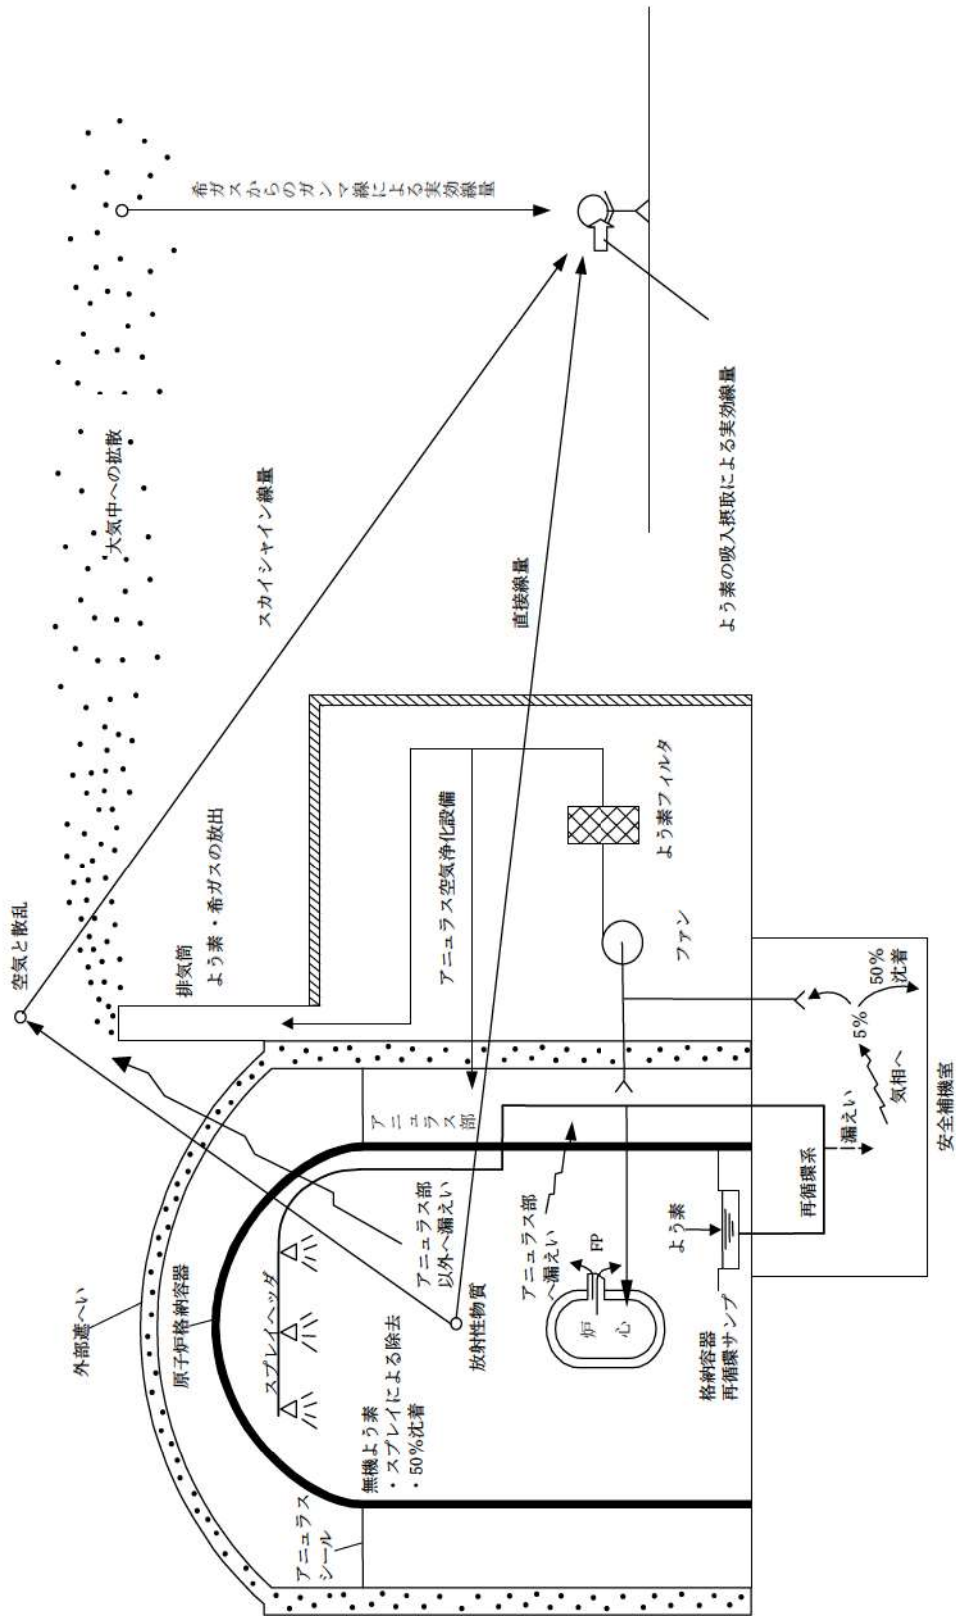 外部遮へい
原子炉格納容器
スプレイヘッダ
アニュラス
シール
無機よう素
・スプレイによる除去
・50%沈着
空気と散乱
排気筒
よう素・希ガスの放出
大気中への拡散
スカイシャイン線量
希ガスからのガンマ線による実効線量
直接線量
よう素の吸入摂取による実効線量
アニュラス部
アニュラス空気浄化設備
アニュラス部
以外へ漏えい
放射性物質
アニュラス部
へ漏えい
FP
炉
心
よう素フィルタ
ファン
よう素
格納容器
再循環サンプ
再循環系
漏えい
気相へ
5%
50%
沈着
安全補機室